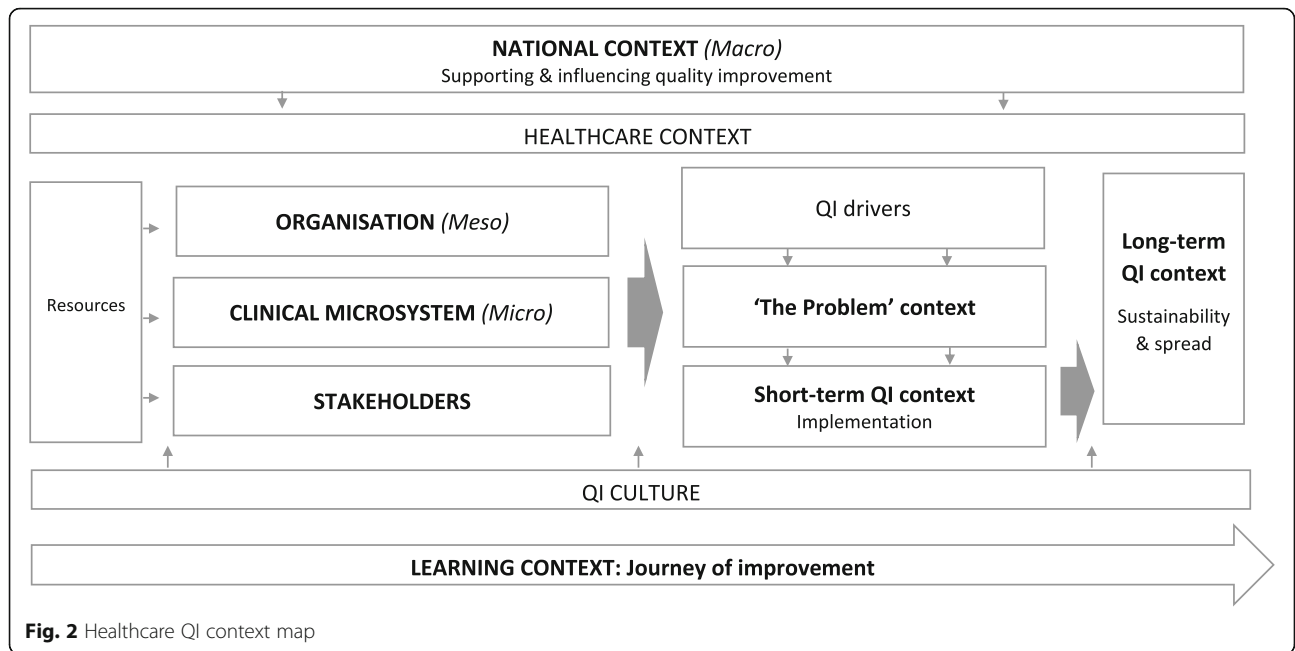 NATIONAL CONTEXT (Macro)
Supporting & influencing quality improvement
HEALTHCARE CONTEXT
Resources
ORGANISATION (Meso)
CLINICAL MICROSYSTEM (Micro)
STAKEHOLDERS
QI drivers
‘The Problem’ context
Short-term QI context
Implementation
Long-term
QI context
Sustainability
& spread
QI CULTURE
LEARNING CONTEXT: Journey of improvement
Fig. 2 Healthcare QI context map